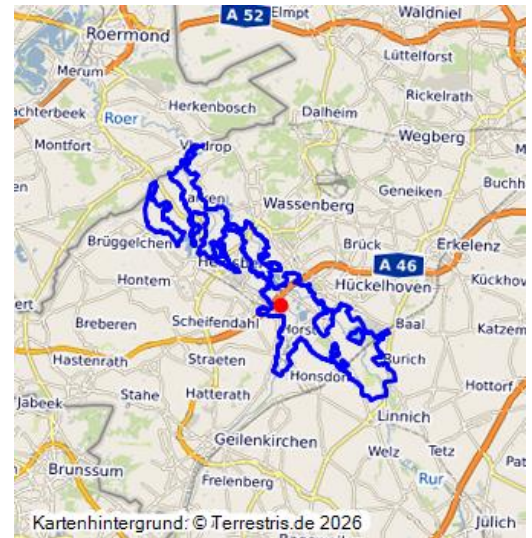 A 52
Elmpt
Waldniel
Roermond
Lüttelforst
Merum
Herkenbosch
Rickelrath
Dalheim
achterbeek
Roer
Wegberg
Montfort
Buchh
Geneiken
Wassenberg
Brüggelchen
Brück
Erkelenz
A 46
Hontem
Hückelhoven
Kückhov
Breberen
Scheifendahl
Baal
Katzem
Hastenrath
Straeten
Jabeek
Stahe
Hatterath
Honsdor
Hottorf
Linnich
Geilenkirchen
Welz
Tetz
Brunssum
Frelenberg
Rur
Jülich
Kartenhintergrund: © Terrestris.de 2026